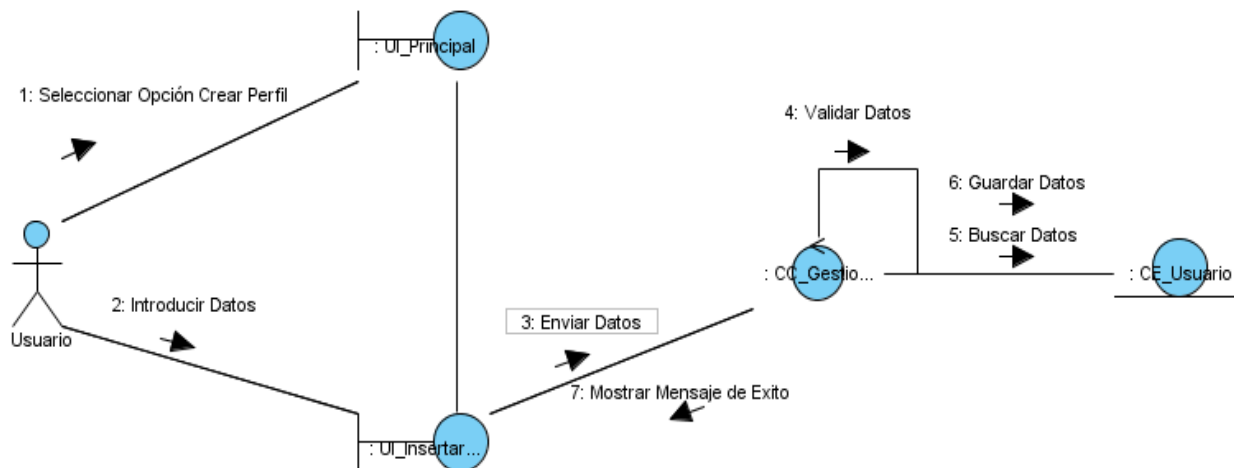 : UI_Principal
1: Seleccionar Opción Crear Perfil
4: Validar Datos
6: Guardar Datos
5: Buscar Datos
: CC_Gestio...
: CE_Usuario
2: Introducir Datos
3: Enviar Datos
Usuario
7: Mostrar Mensaje de Exito
: UI_Insertar...